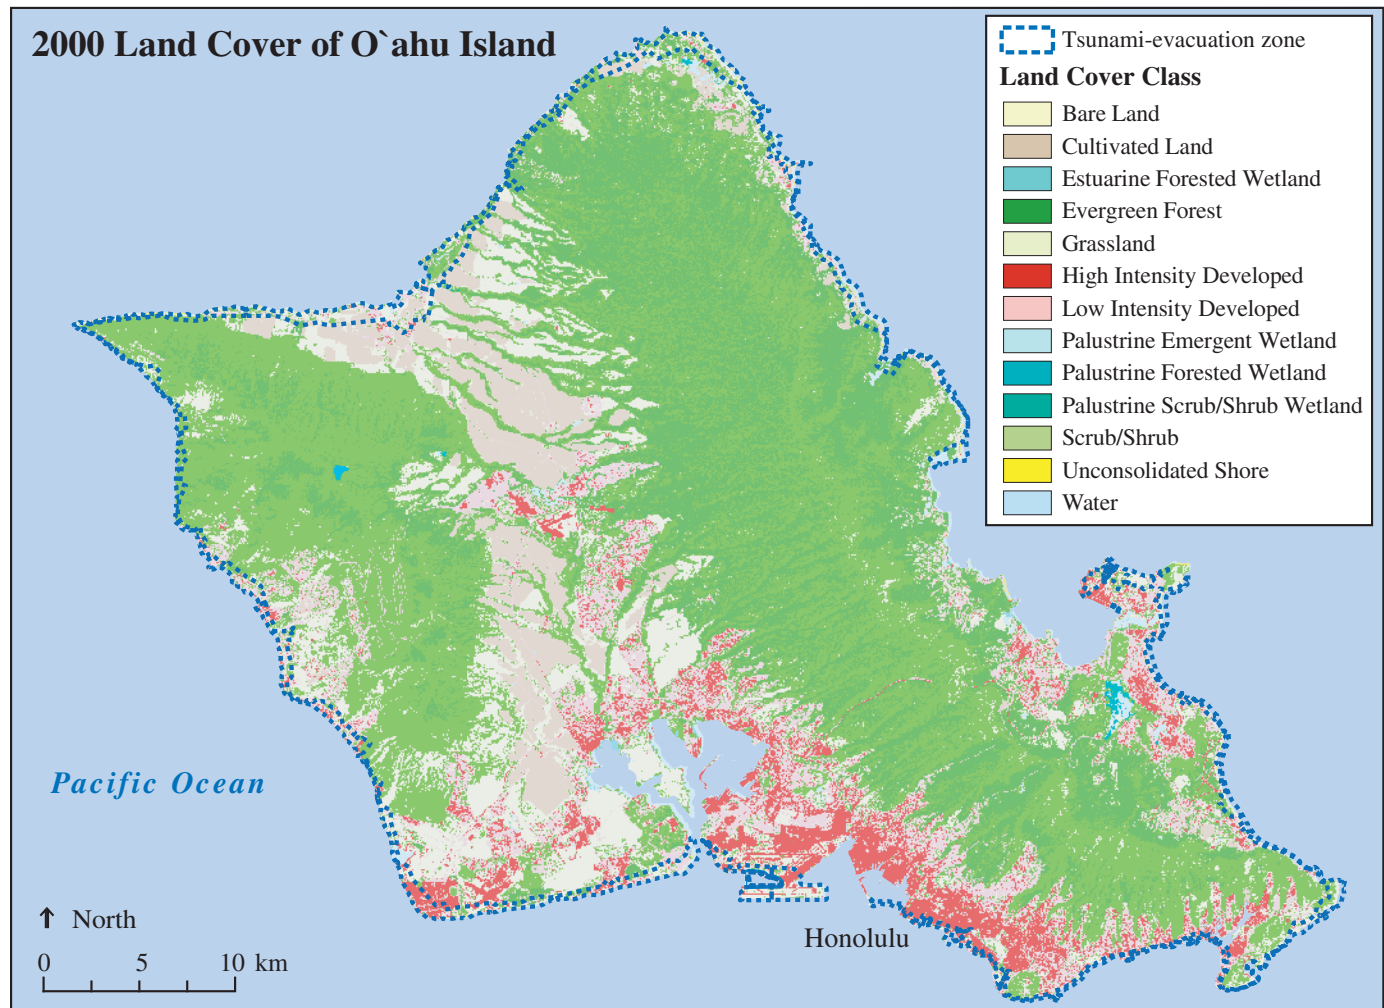 2000 Land Cover of O`ahu Island
Tsunami-evacuation zone
Land Cover Class
Bare Land
Cultivated Land
Estuarine Forested Wetland
Evergreen Forest
Grassland
High Intensity Developed
Low Intensity Developed
Palustrine Emergent Wetland
Palustrine Forested Wetland
Palustrine Scrub/Shrub Wetland
Scrub/Shrub
Unconsolidated Shore
Water
Pacific Ocean
North
Honolulu
0 5 10 km